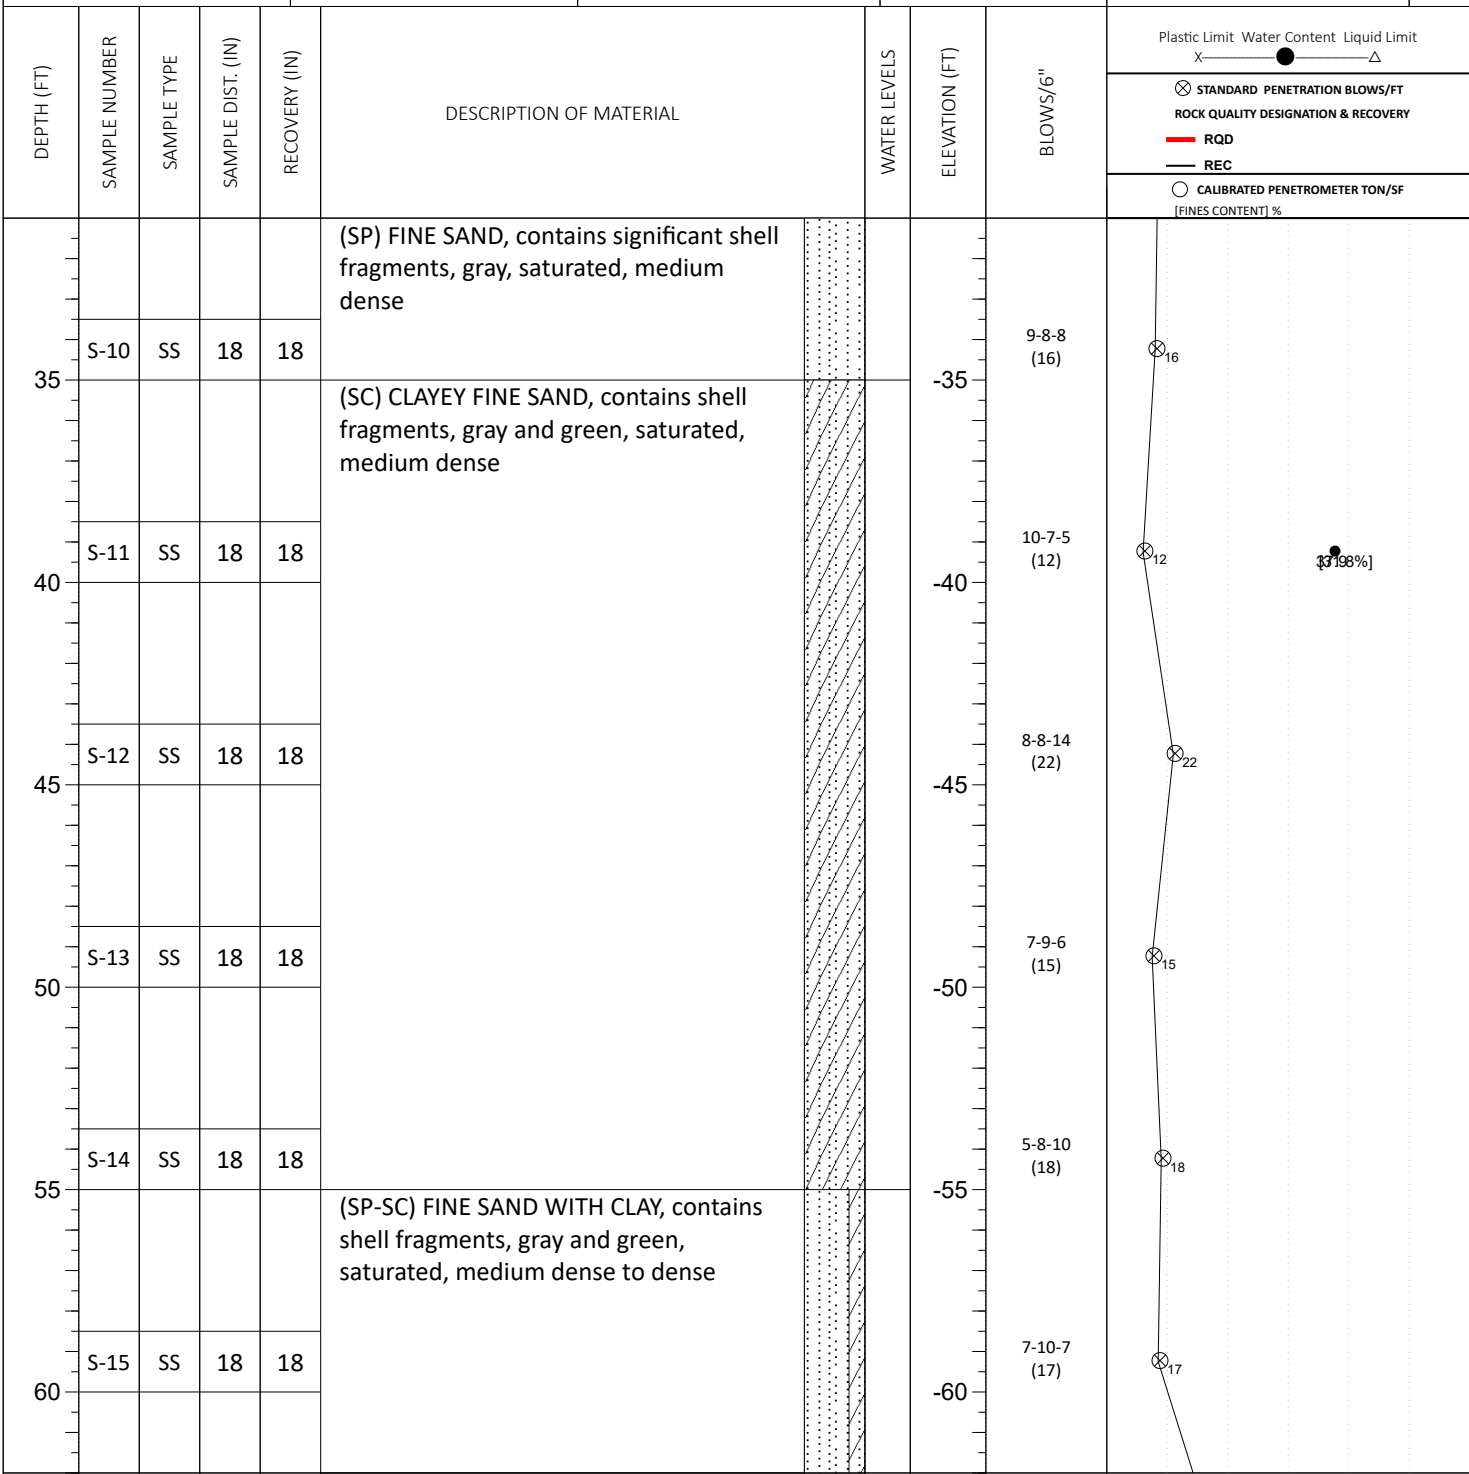 DEPTH (FT)
SAMPLE NUMBER
SAMPLE TYPE
SAMPLE DIST. (IN)
RECOVERY (IN)
DESCRIPTION OF MATERIAL
WATER LEVELS
ELEVATION (FT)
BLOWS/6"
Plastic Limit Water Content Liquid Limit
X
STANDARD PENETRATION BLOWS/FT
ROCK QUALITY DESIGNATION & RECOVERY
RQD
REC
CALIBRATED PENETROMETER TON/SF
[FINES CONTENT] %
(SP) FINE SAND, contains significant shell
fragments, gray, saturated, medium
dense
S-10 SS 18 18
9-8-8
(16)
16
35
-35
(SC) CLAYEY FINE SAND, contains shell
fragments, gray and green, saturated,
medium dense
S-11 SS 18 18
10-7-5
(12)
12
40
-40
S-12 SS 18 18
8-8-14
(22)
22
45
-45
S-13 SS 18 18
7-9-6
(15)
15
50
-50
S-14 SS 18 18
5-8-10
(18)
18
55
-55
(SP-SC) FINE SAND WITH CLAY, contains
shell fragments, gray and green,
saturated, medium dense to dense
S-15 SS 18 18
7-10-7
(17)
17
60
-60